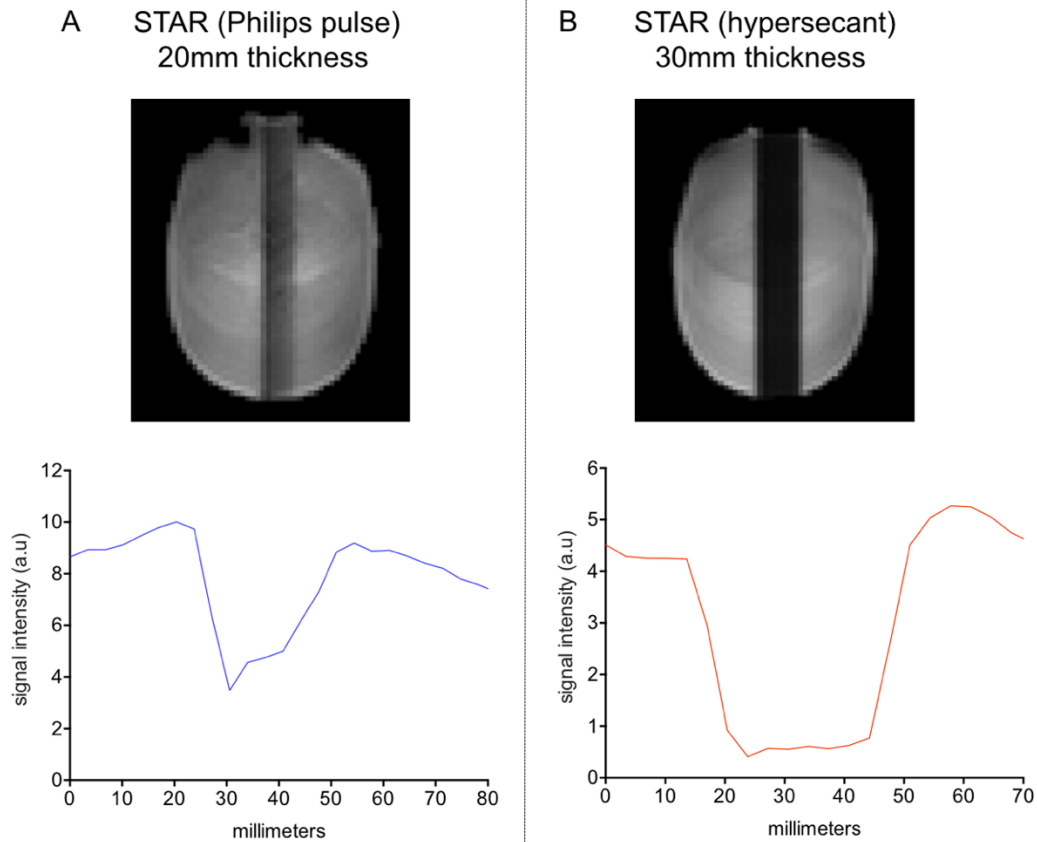 A
STAR (Philips pulse)
20mm thickness
12
10
8
6
4
2
0
signal intensity (a.u)
0 10 20 30 40 50 60 70 80
millimeters
B
STAR (hypersecant)
30mm thickness
6
5
4
3
2
1
0
signal intensity (a.u)
0 10 20 30 40 50 60 70
millimeters